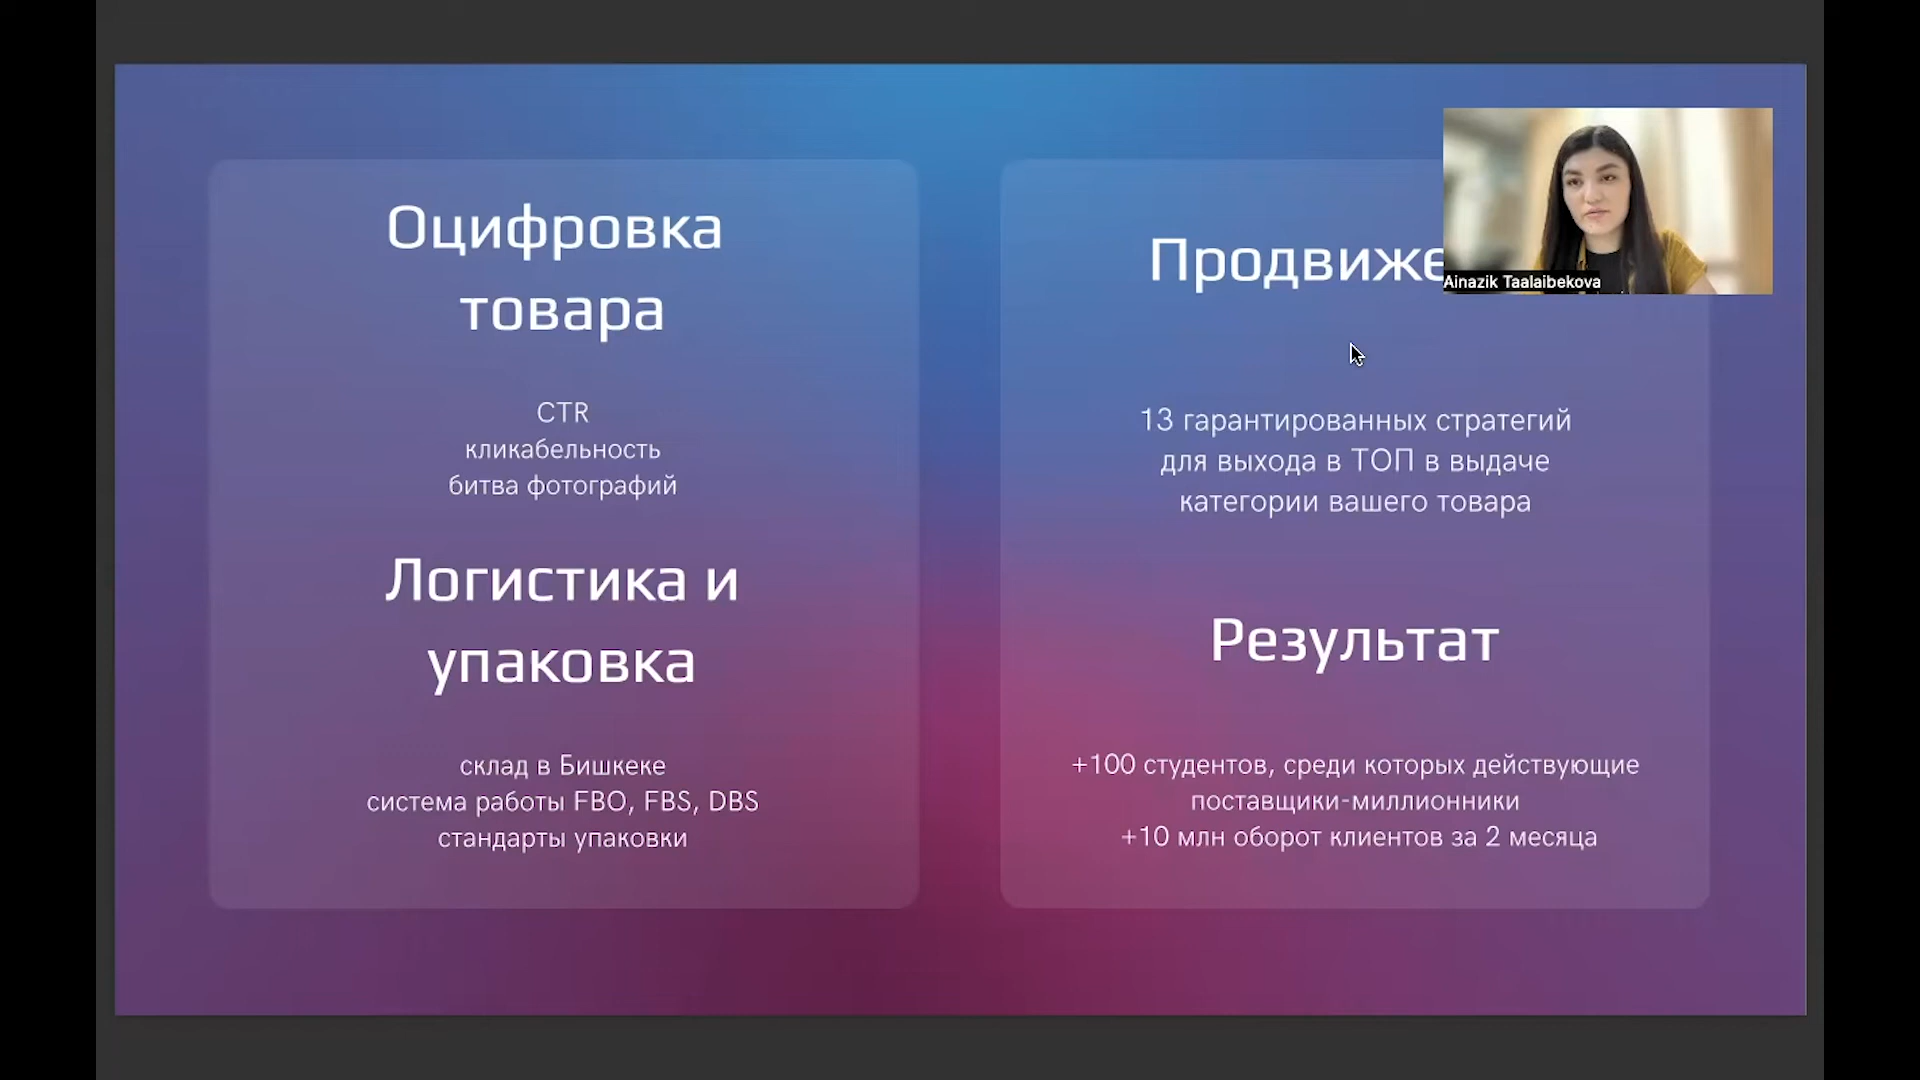 Оцифровка
товара
CTR
кликабельность
битва фотографий
Логистика и
упаковка
склад в Бишкеке
система работы FBO, FBS, DBS
стандарты упаковки
Продвиже
13 гарантированных стратегий
для выхода в ТОП в выдаче
категории вашего товара
Результат
+100 студентов, среди которых действующие
поставщики-миллионники
+10 млн оборот клиентов за 2 месяца
Ainazik Taalaibekova